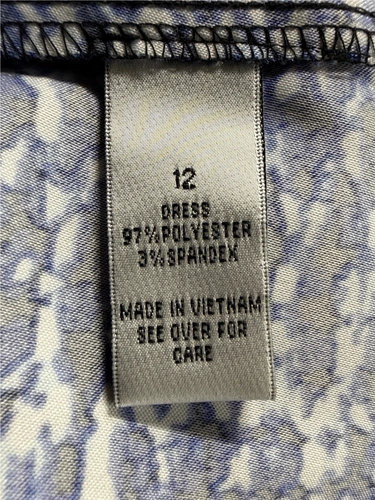 12
DRESS
97%POLYESTER
3%SPANDEX
MADE IN VIETNAM
SEE OVER FOR
CARE